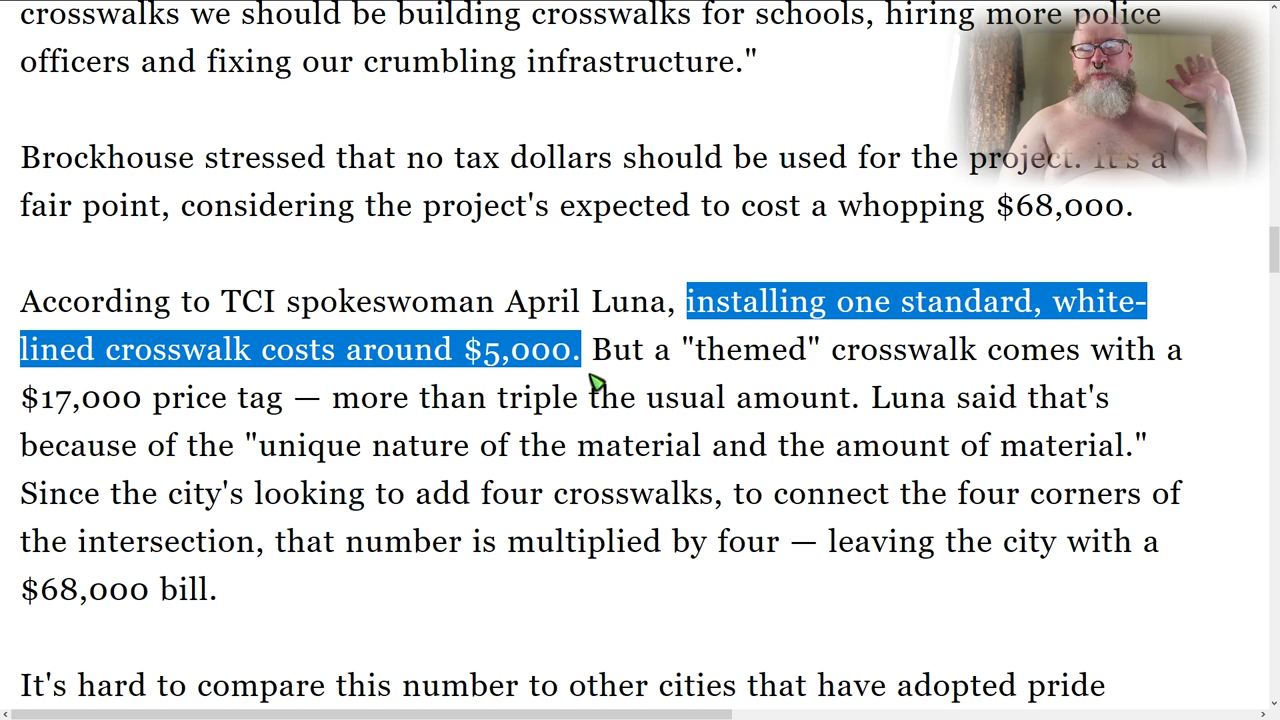 crosswalks we should be building crosswalks for schools, hiring more police
officers and fixing our crumbling infrastructure."
Brockhouse stressed that no tax dollars should be used for the project. It's a
fair point, considering the project's expected to cost a whopping $68,000.
According to TCI spokeswoman April Luna, installing one standard, white-
lined crosswalk costs around $5,000. But a "themed" crosswalk comes with a
$17,000 price tag — more than triple the usual amount. Luna said that's
because of the "unique nature of the material and the amount of material."
Since the city's looking to add four crosswalks, to connect the four corners of
the intersection, that number is multiplied by four — leaving the city with a
$68,000 bill.
It's hard to compare this number to other cities that have adopted pride